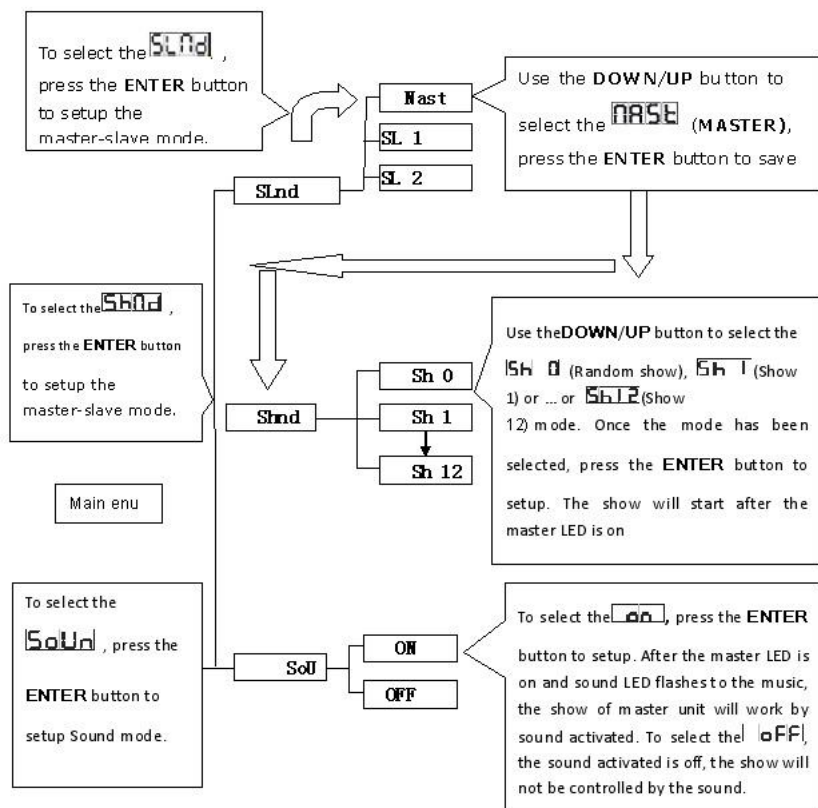 To select the SLMd ,
press the ENTER button
to setup the
master-slave mode.
Mast
SL 1
SL 2
SLnd
Use the DOWN/UP button to
select the MASt (MASTER),
press the ENTER button to save
To select the ShMd ,
press the ENTER button
to setup the
master-slave mode.
Shnd
Sh 0
Sh 1
Sh 12
Use the DOWN/UP button to select the
Sh 0 (Random show), Sh 1 (Show
1) or ... or Sh12 (Show
12) mode. Once the mode has been
selected, press the ENTER button to
setup. The show will start after the
master LED is on
Main enu
To select the
SoUn , press the
ENTER button to
setup Sound mode.
SoU
ON
OFF
To select the on, press the ENTER
button to setup. After the master LED is
on and sound LED flashes to the music,
the show of master unit will work by
sound activated. To select the oFF,
the sound activated is off, the show will
not be controlled by the sound.